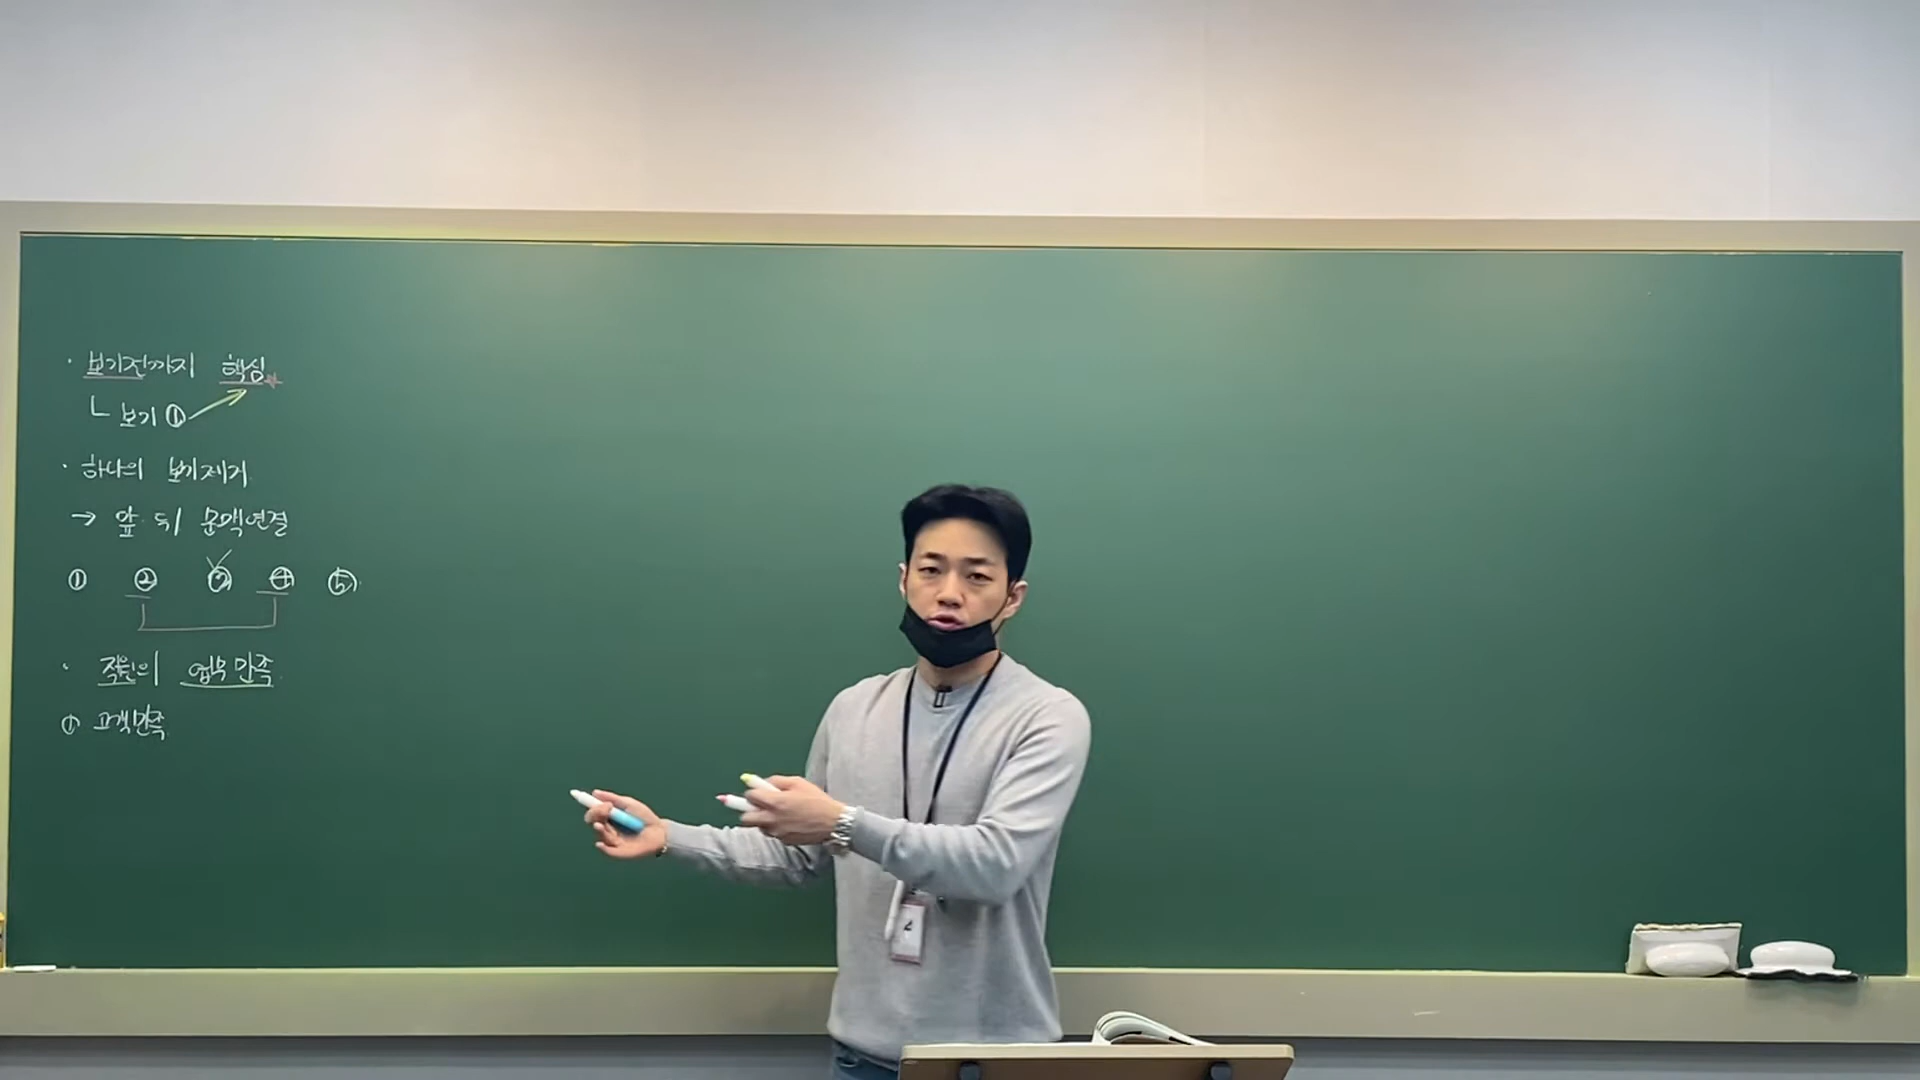 · 보기전까지 핵심
ㄴ 보기 ①
· 하나의 보기제거
→ 앞 뒤 문맥연결
① ② ③ ④ ⑤
· 직원의 업무만족
① 고객만족